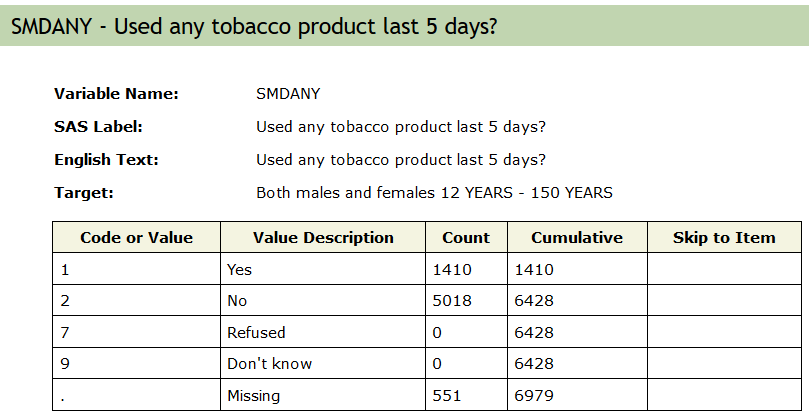 SMDANY - Used any tobacco product last 5 days?
Variable Name: SMDANY
SAS Label: Used any tobacco product last 5 days?
English Text: Used any tobacco product last 5 days?
Target: Both males and females 12 YEARS - 150 YEARS
Code or Value Value Description Count Cumulative Skip to Item
1 Yes 1410 1410
2 No 5018 6428
7 Refused 0 6428
9 Don't know 0 6428
. Missing 551 6979